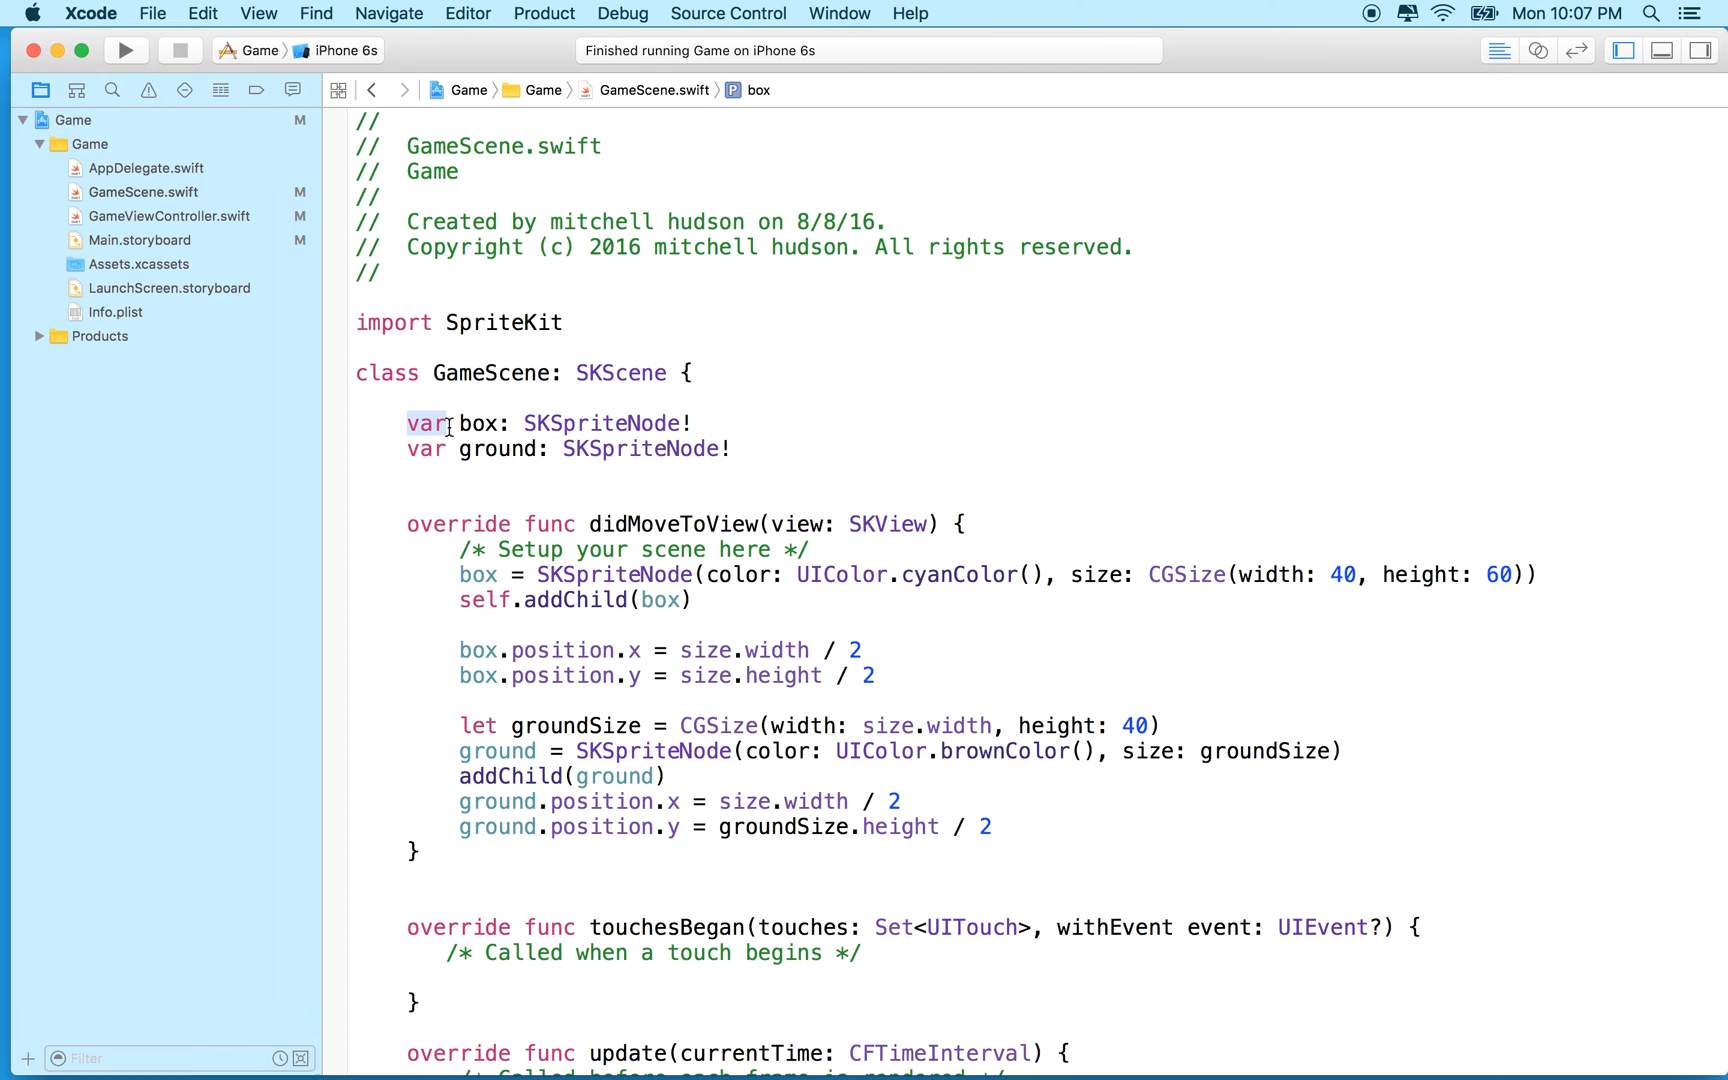 Xcode File Edit View Find Navigate Editor Product Debug Source Control Window Help Mon 10:07 PM
Game iPhone 6s Finished running Game on iPhone 6s
Game Game GameScene.swift P box
Game M
Game
AppDelegate.swift
GameScene.swift M
GameViewController.swift M
Main.storyboard M
Assets.xcassets
LaunchScreen.storyboard
Info.plist
Products
Filter
//
// GameScene.swift
// Game
//
// Created by mitchell hudson on 8/8/16.
// Copyright (c) 2016 mitchell hudson. All rights reserved.
//
import SpriteKit
class GameScene: SKScene {
var box: SKSpriteNode!
var ground: SKSpriteNode!
override func didMoveToView(view: SKView) {
/* Setup your scene here */
box = SKSpriteNode(color: UIColor.cyanColor(), size: CGSize(width: 40, height: 60))
self.addChild(box)
box.position.x = size.width / 2
box.position.y = size.height / 2
let groundSize = CGSize(width: size.width, height: 40)
ground = SKSpriteNode(color: UIColor.brownColor(), size: groundSize)
addChild(ground)
ground.position.x = size.width / 2
ground.position.y = groundSize.height / 2
}
override func touchesBegan(touches: Set<UITouch>, withEvent event: UIEvent?) {
/* Called when a touch begins */
}
override func update(currentTime: CFTimeInterval) {
/* Called before each frame is rendered */